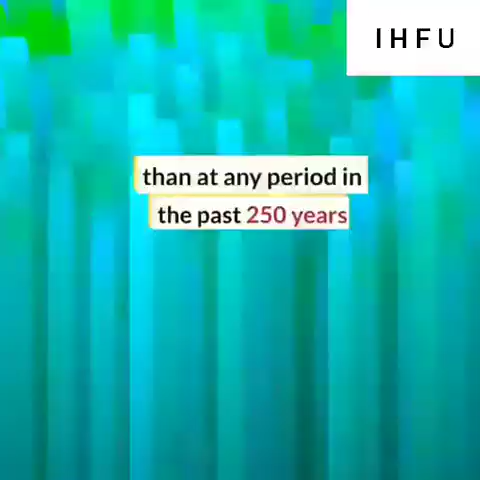 IHFU
than at any period in
the past 250 years